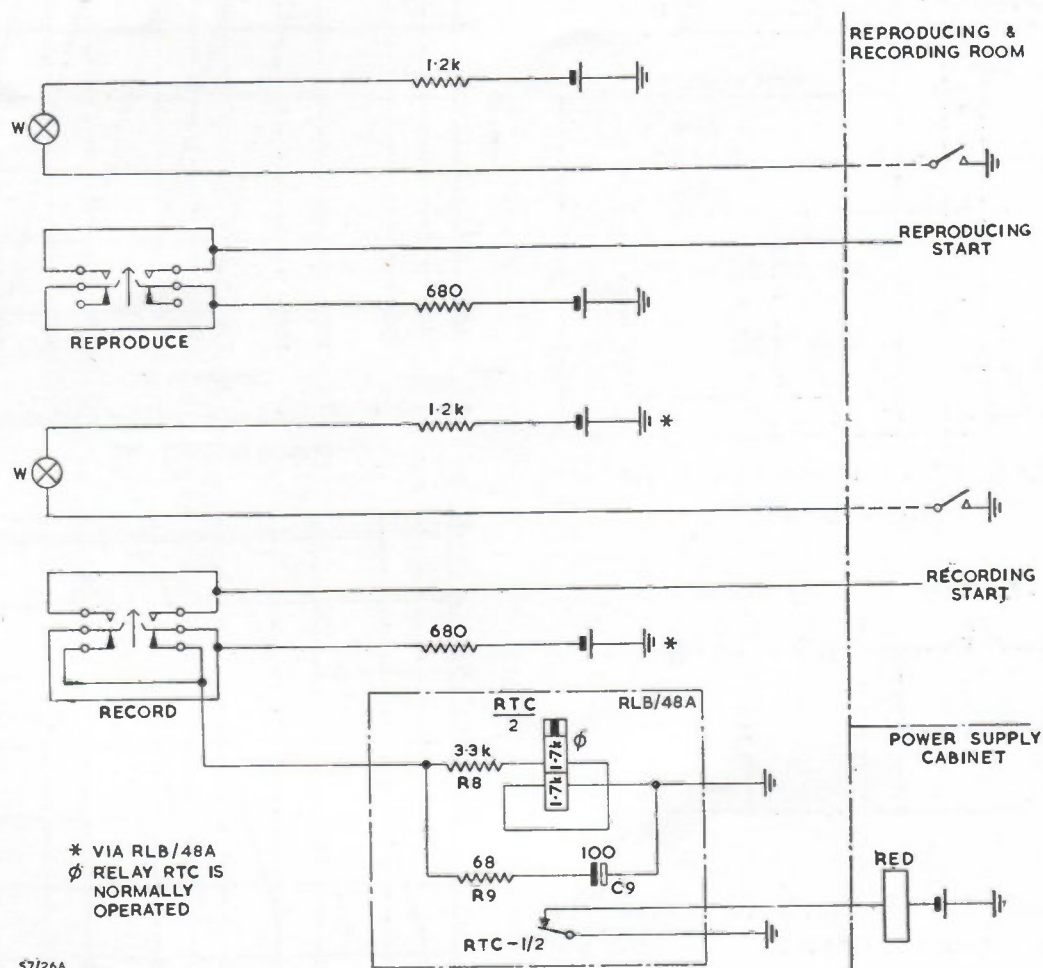 REPRODUCING &
RECORDING ROOM
1·2k
W
REPRODUCING
START
680
REPRODUCE
1·2k
*
W
RECORDING
START
680
*
RECORD
RTC
2
RLB/48A
φ
1·7k
1·7k
3·3k
R8
POWER SUPPLY
CABINET
* VIA RLB/48A
φ RELAY RTC IS
NORMALLY
OPERATED
68
R9
100
C9
RED
RTC-1/2
S7/26A